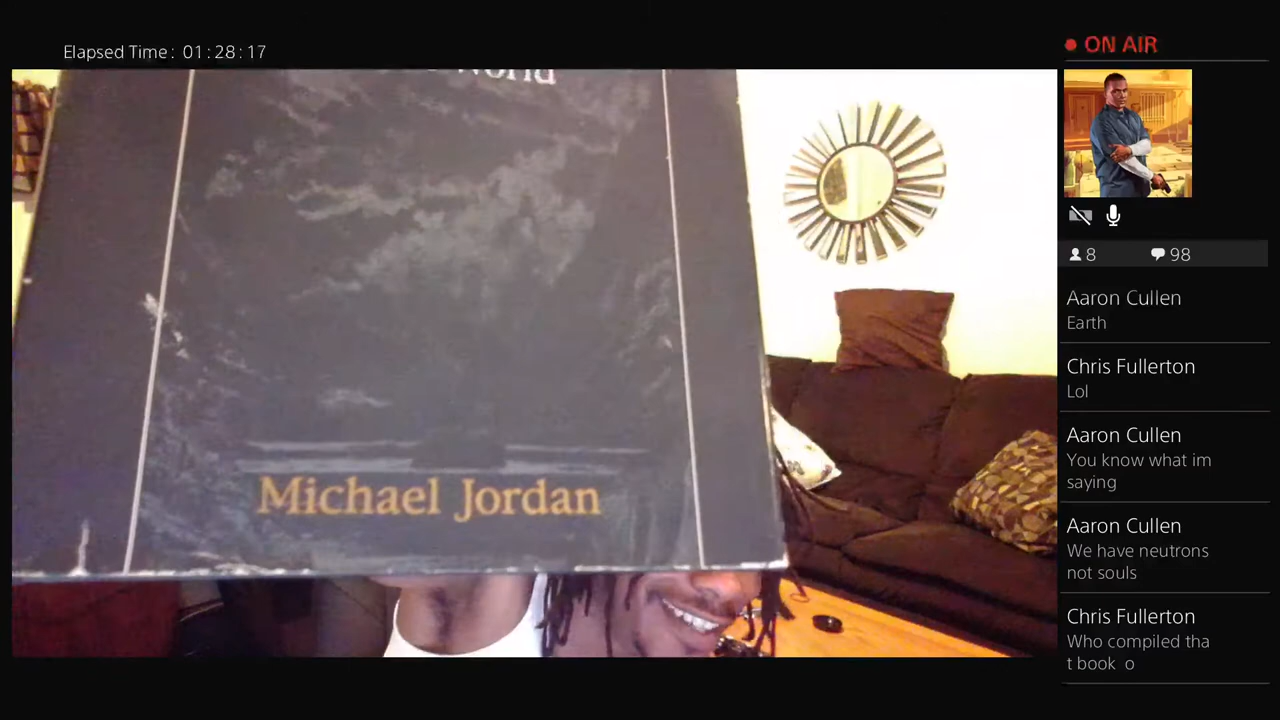 Elapsed Time: 01:28:17
ON AIR
World
Michael Jordan
8 98
Aaron Cullen
Earth
Chris Fullerton
Lol
Aaron Cullen
You know what im
saying
Aaron Cullen
We have neutrons
not souls
Chris Fullerton
Who compiled tha
t book o